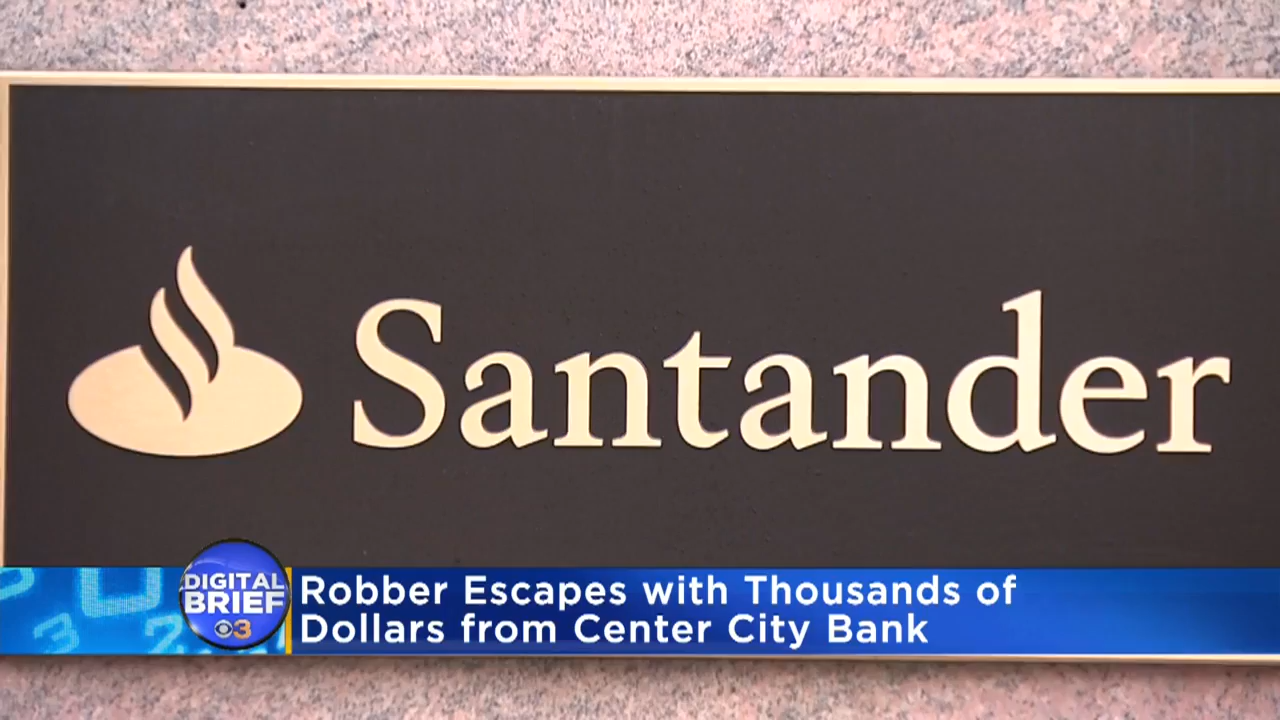 Santander
DIGITAL
BRIEF
3
Robber Escapes with Thousands of
Dollars from Center City Bank